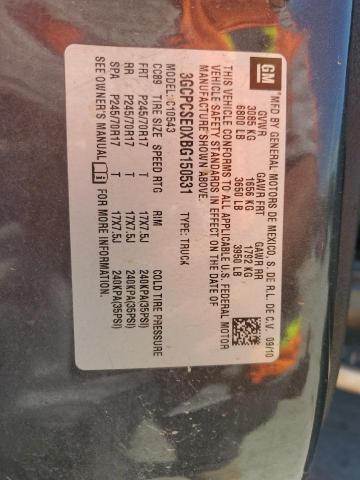 GM
MFD BY GENERAL MOTORS DE MEXICO, S. DE R.L. DE C.V. 09/10
GVWR GAWR FRT GAWR RR
3085 KG 1656 KG 1792 KG
6800 LB 3650 LB 3950 LB
THIS VEHICLE CONFORMS TO ALL APPLICABLE U.S. FEDERAL MOTOR
VEHICLE SAFETY STANDARDS IN EFFECT ON THE DATE OF
MANUFACTURE SHOWN ABOVE.
3GCPCSE0XBG150531 TYPE: TRUCK
MODEL: C10543
CC89 TIRE SIZE SPEED RTG RIM COLD TIRE PRESSURE
FRT P245/70R17 T 17X7.5J 240KPA(35PSI)
RR P245/70R17 T 17X7.5J 240KPA(35PSI)
SPA P245/70R17 T 17X7.5J 240KPA(35PSI)
SEE OWNER'S MANUAL i FOR MORE INFORMATION.